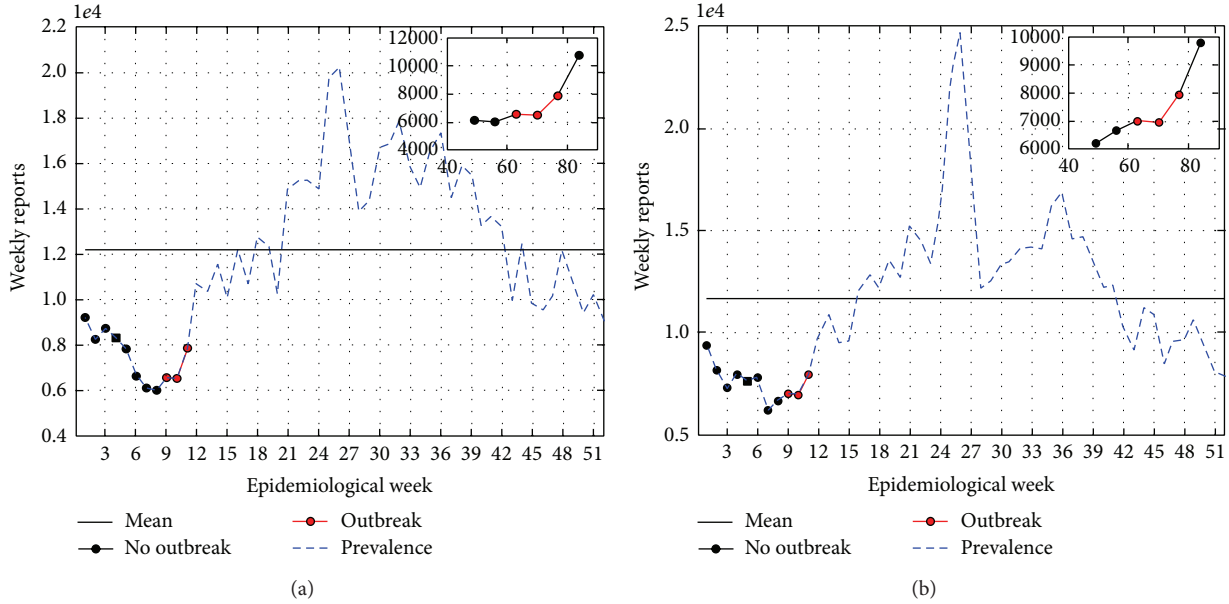 1e4
2.2
2.0
1.8
1.6
1.4
1.2
1.0
0.8
0.6
0.4
Weekly reports
12000
10000
8000
6000
4000
40 60 80
3 6 9 12 15 18 21 24 27 30 33 36 39 42 45 48 51
Epidemiological week
Mean
No outbreak
Outbreak
Prevalence
(a)
1e4
2.5
2.0
1.5
1.0
0.5
Weekly reports
10000
9000
8000
7000
6000
40 60 80
3 6 9 12 15 18 21 24 27 30 33 36 39 42 45 48 51
Epidemiological week
Mean
No outbreak
Outbreak
Prevalence
(b)